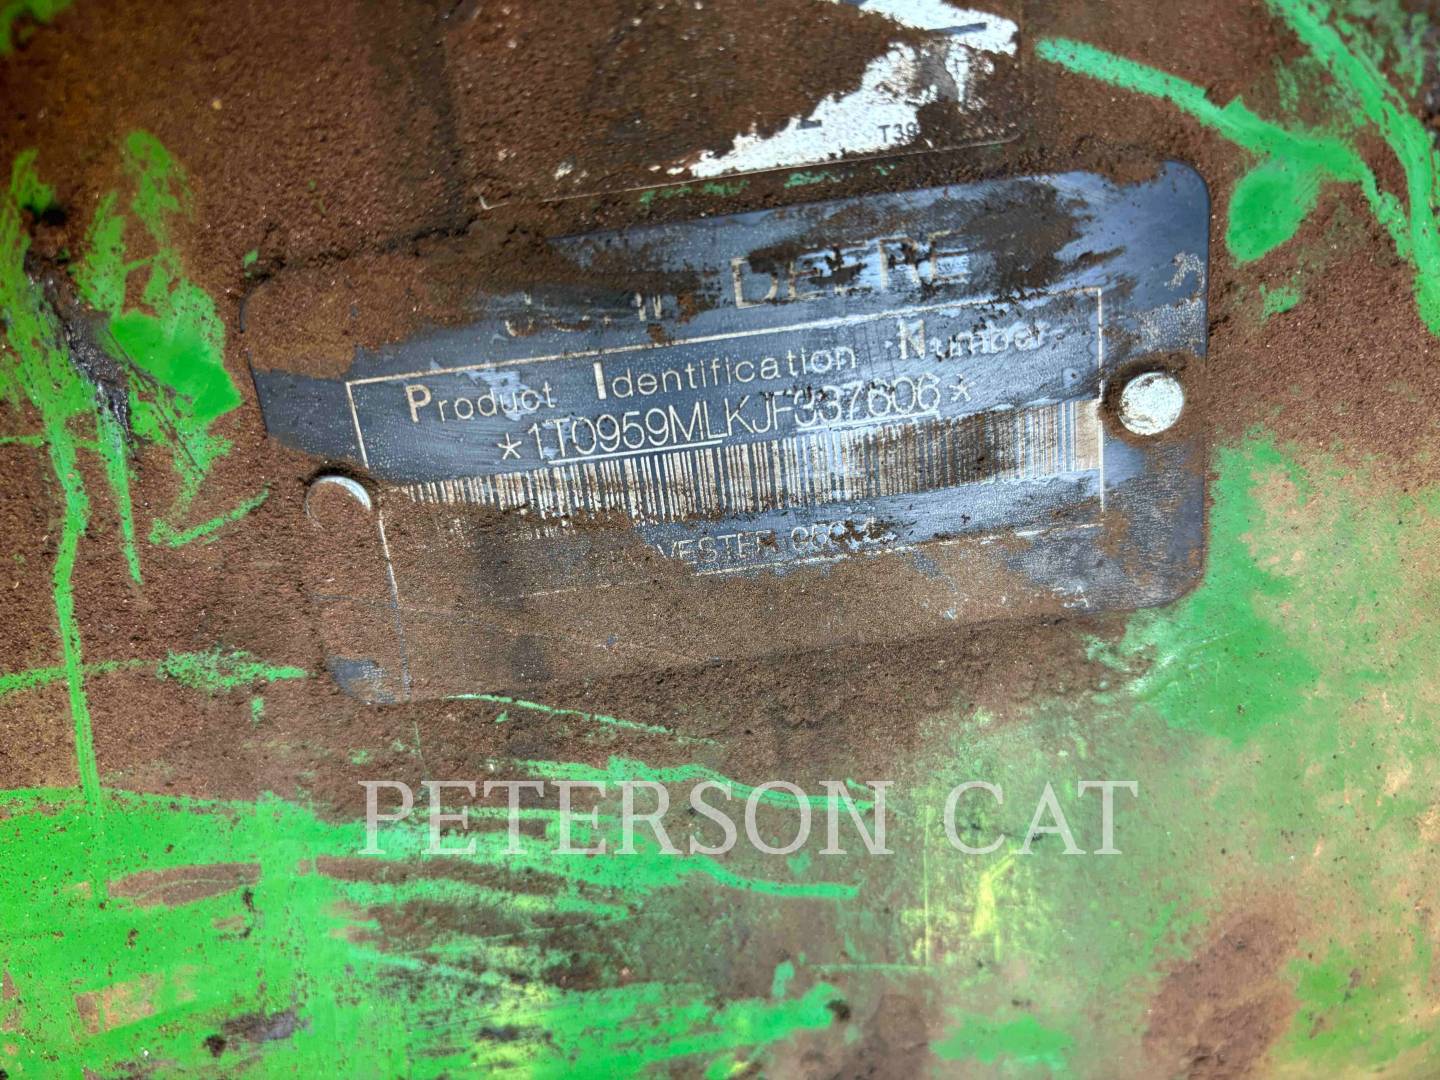 T39
DEERE
Product Identification Number
*1T0959MLKJF337606*
PETERSON CAT